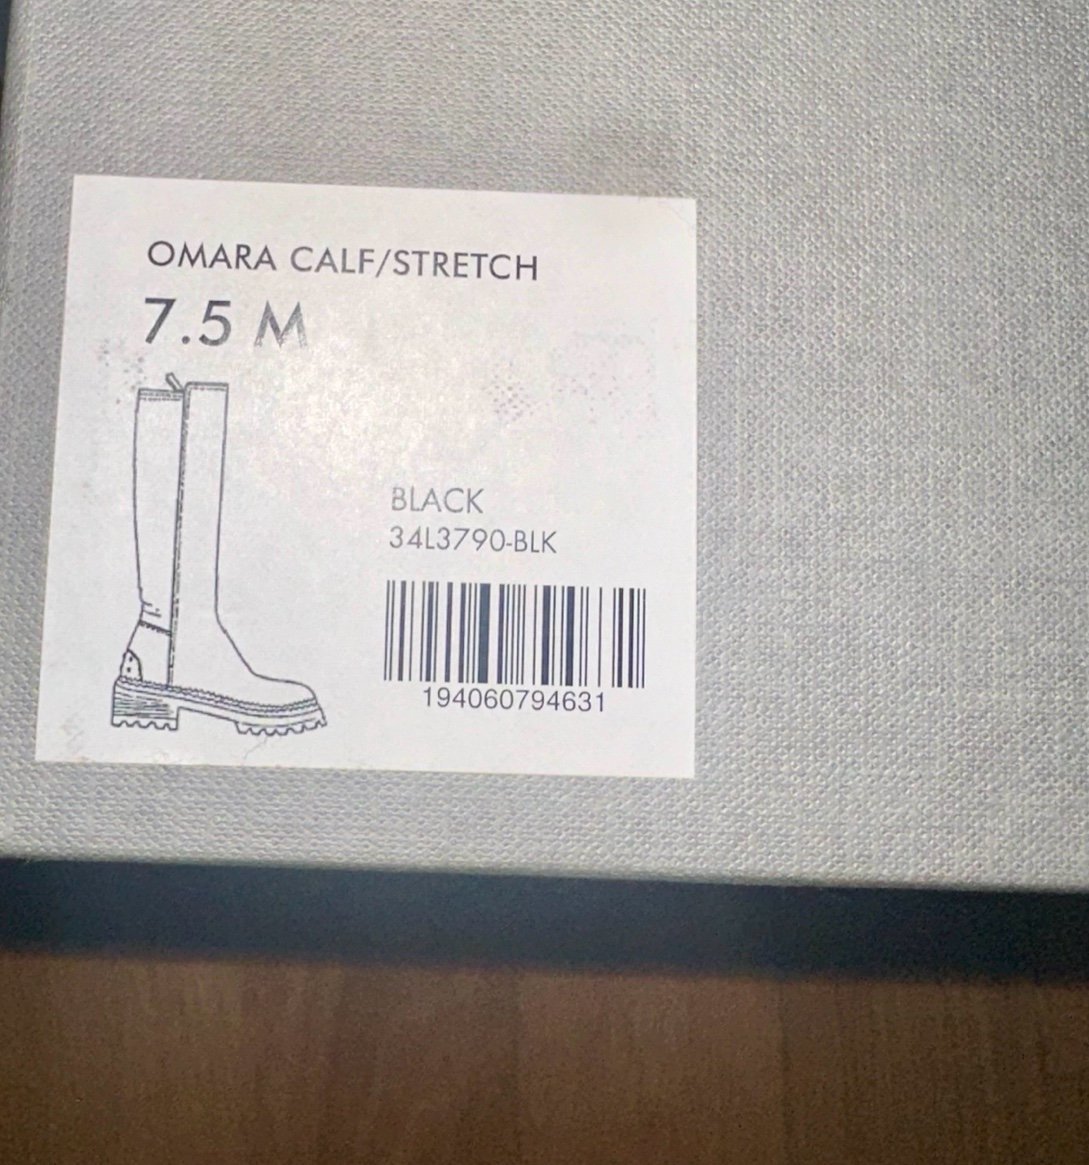 OMARA CALF/STRETCH
7.5 M
BLACK
34L3790-BLK
194060794631